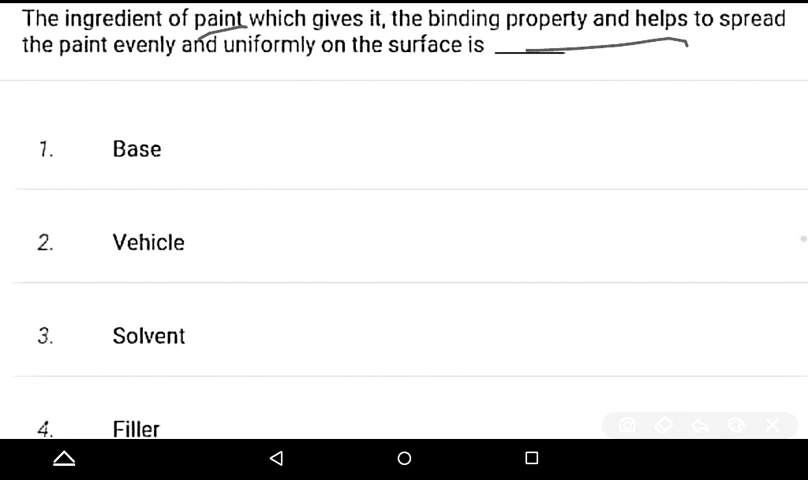 The ingredient of paint which gives it, the binding property and helps to spread
the paint evenly and uniformly on the surface is ______
1. Base
2. Vehicle
3. Solvent
4. Filler